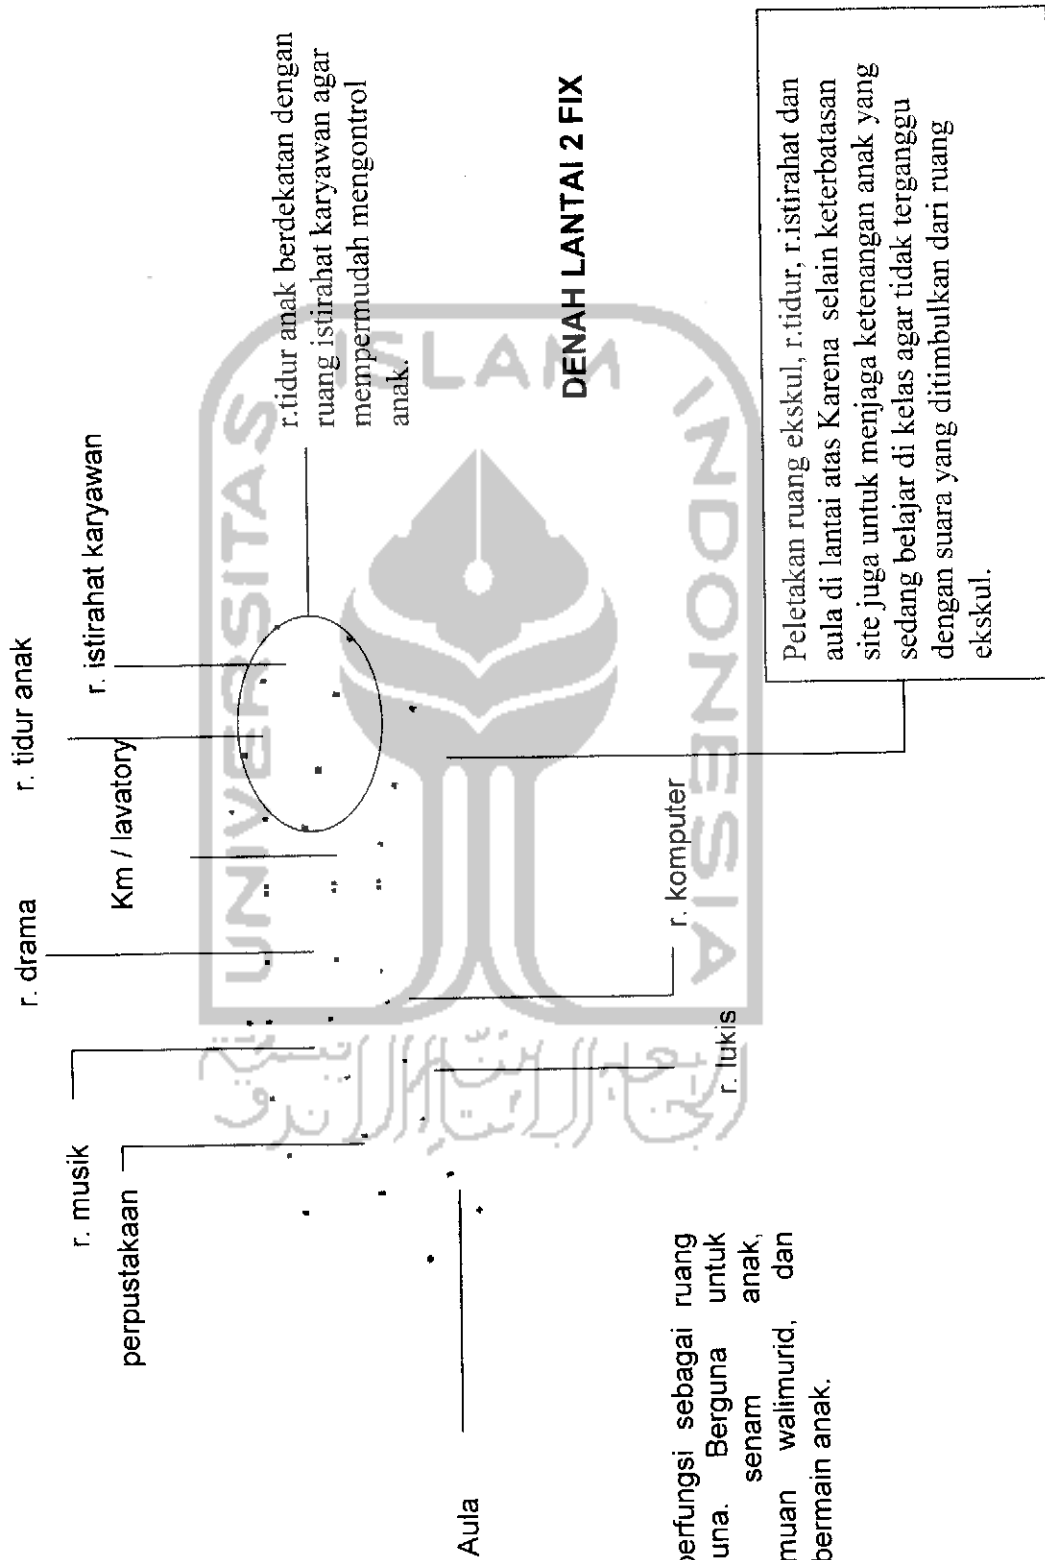 r. tidur anak
r. istirahat karyawan
r. drama
Km / lavatory
r. musik
perpustakaan
r.tidur anak berdekatan dengan
ruang istirahat karyawan agar
mempermudah mengontrol
anak.
DENAH LANTAI 2 FIX
r. komputer
r. lukis
Aula
Peletakan ruang ekskul, r.tidur, r.istirahat dan
aula di lantai atas Karena selain keterbatasan
site juga untuk menjaga ketenangan anak yang
sedang belajar di kelas agar tidak terganggu
dengan suara yang ditimbulkan dari ruang
ekskul.
berfungsi sebagai ruang
una. Berguna untuk
senam anak,
muan walimurid, dan
bermain anak.
UNIVERSITAS
ISLAM
INDONESIA